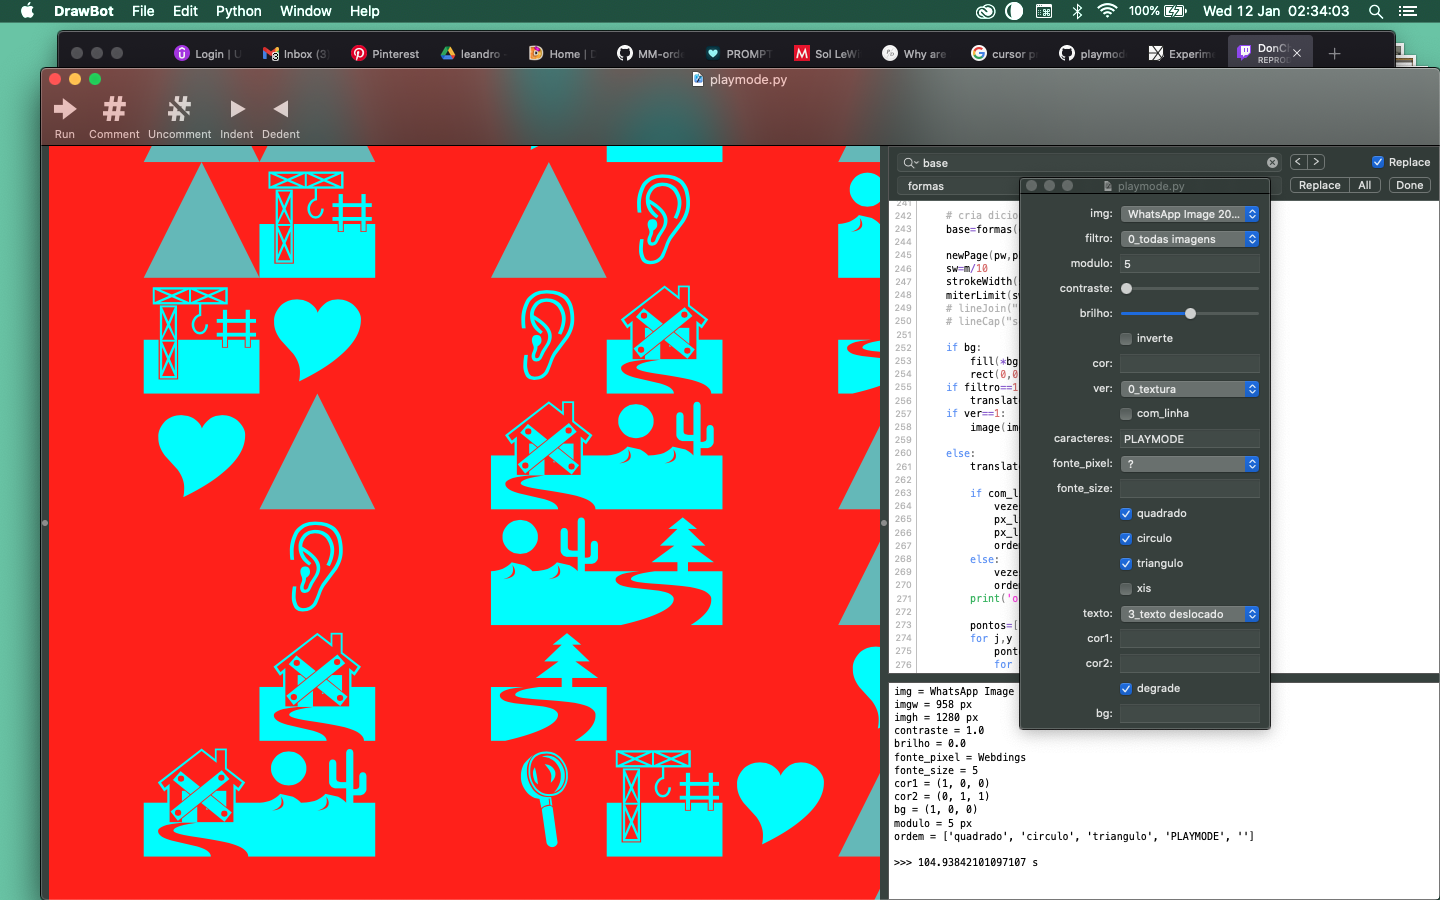 DrawBot File Edit Python Window Help 100% Wed 12 Jan 02:34:03
Login | U Inbox (3) Pinterest leandro Home | D MM-orde PROMPT Sol LeWi Why are cursor p playmod Experime DonC
REPROD
playmode.py
Run Comment Uncomment Indent Dedent
base
Replace
formas
Replace All Done
241
242 # cria dicio
243 base=formas(
244
245 newPage(pw,p
246 sw=m/10
247 strokeWidth(
248 miterLimit(s
249 # lineJoin("
250 # lineCap("s
251
252 if bg:
253 fill(*bg
254 rect(0,0
255 if filtro==1
256 translat
257 if ver==1:
258 image(im
259
260 else:
261 translat
262
263 if com_l
264 veze
265 px_l
266 px_l
267 orde
268 else:
269 veze
270 orde
271 print('o
272
273 pontos=[
274 for j,y
275 pont
276 for
playmode.py
img: WhatsApp Image 20...
filtro: 0_todas imagens
modulo: 5
contraste:
brilho:
inverte
cor:
ver: 0_textura
com_linha
caracteres: PLAYMODE
fonte_pixel: ?
fonte_size:
quadrado
circulo
triangulo
xis
texto: 3_texto deslocado
cor1:
cor2:
degrade
bg:
img = WhatsApp Image
imgw = 958 px
imgh = 1280 px
contraste = 1.0
brilho = 0.0
fonte_pixel = Webdings
fonte_size = 5
cor1 = (1, 0, 0)
cor2 = (0, 1, 1)
bg = (1, 0, 0)
modulo = 5 px
ordem = ['quadrado', 'circulo', 'triangulo', 'PLAYMODE', '']
>>> 104.93842101097107 s